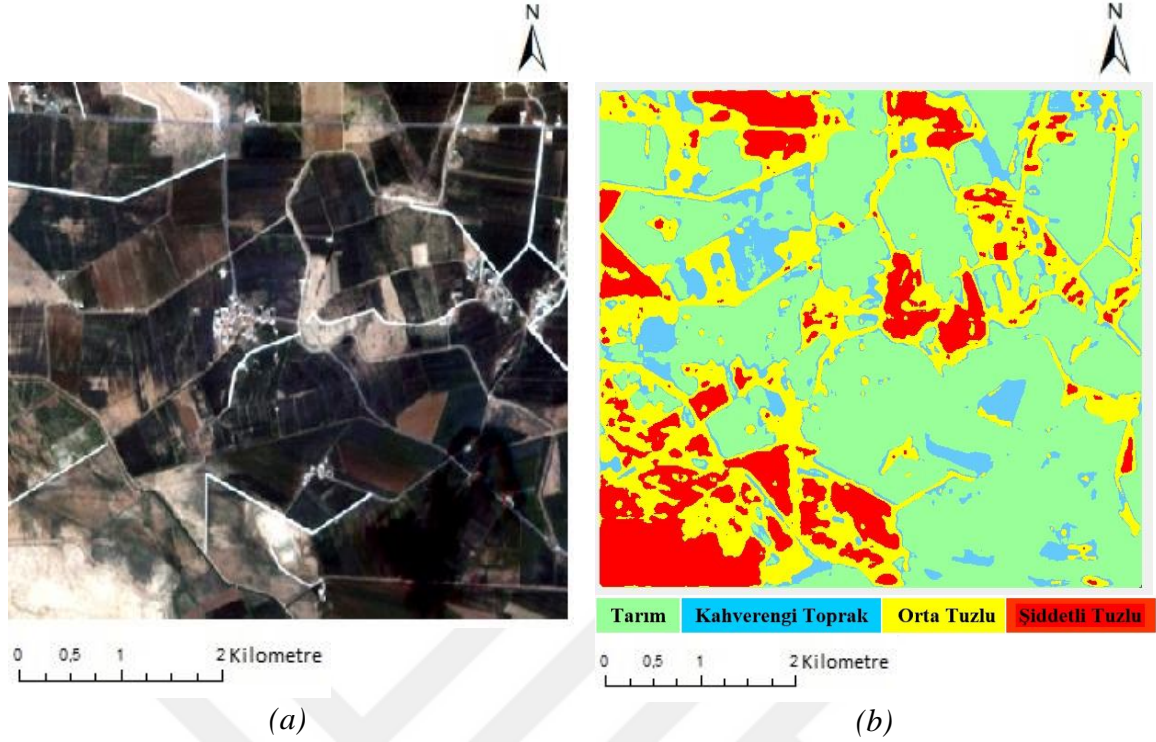 N
N
Tarım Kahverengi Toprak Orta Tuzlu Şiddetli Tuzlu
0 0,5 1 2 Kilometre
0 0,5 1 2 Kilometre
(a)
(b)